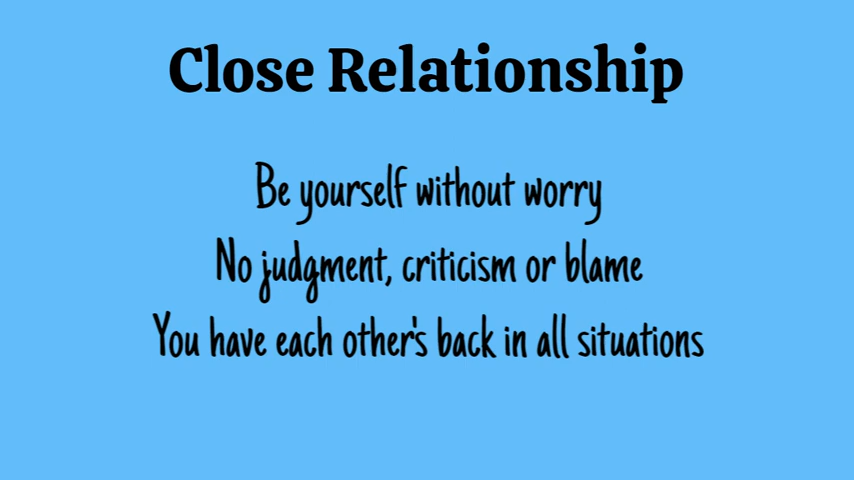 Close Relationship
Be yourself without worry
No judgment, criticism or blame
You have each other's back in all situations